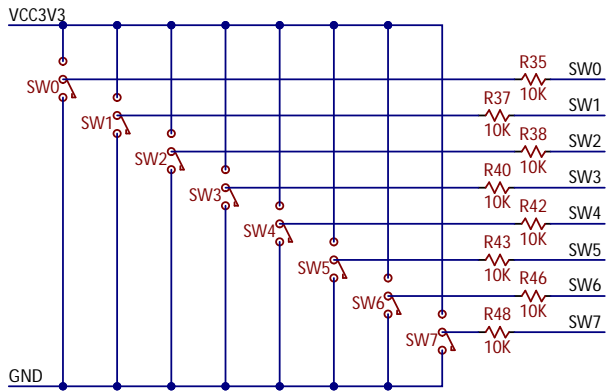 VCC3V3
R35
SW0
SW0
10K
R37
SW1
SW1
10K
R38
SW2
SW2
10K
R40
SW3
SW3
10K
R42
SW4
SW4
10K
R43
SW5
SW5
10K
R46
SW6
SW6
10K
R48
SW7
SW7
10K
GND